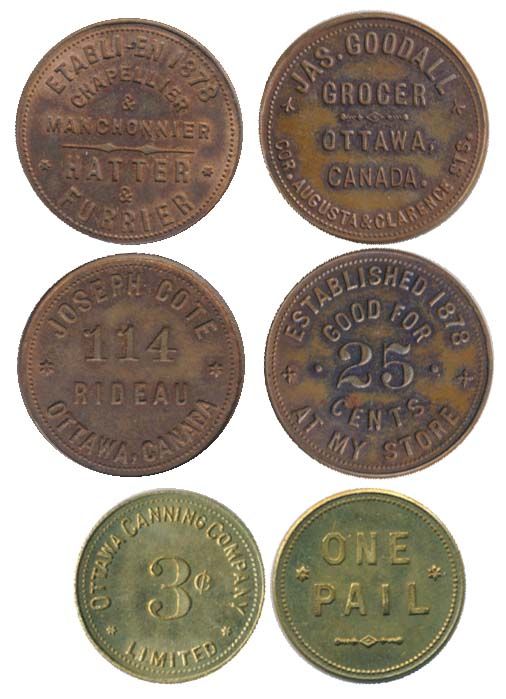 ETABLI-EN 1878
CHAPELLIER
&
MANCHONNIER
HATTER
&
FURRIER
JAS. GOODALL
GROCER
OTTAWA,
CANADA.
COR. AUGUSTA & CLARENCE STS.
JOSEPH COTE
114
RIDEAU
OTTAWA, CANADA
ESTABLISHED 1878
GOOD FOR
25
CENTS
AT MY STORE
OTTAWA CANNING COMPANY
3¢
LIMITED
ONE
PAIL